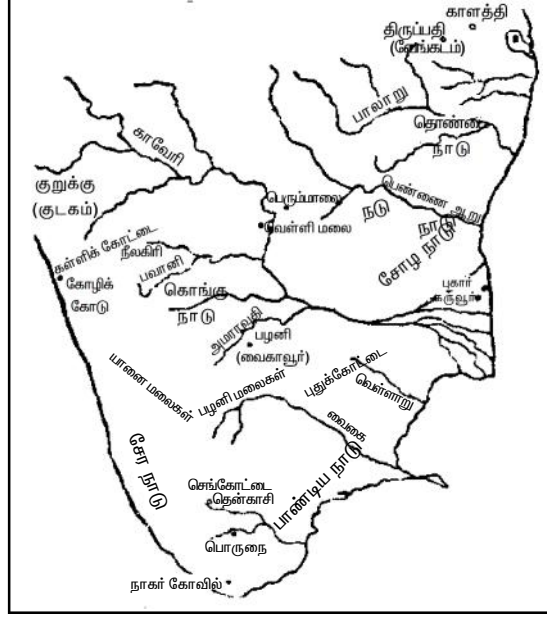 காளத்தி
திருப்பதி
(வேங்கடம்)
பாலாறு
தொண்டை
நாடு
காவேரி
குறுக்கு
(குடகம்)
பெரும்மாலை
வெள்ளி மலை
பெண்ணை ஆறு
நடு
நாடு
சோழ நாடு
கள்ளிக் கோட்டை
நீலகிரி
பவானி
கோழிக்
கோடு
கொங்கு
நாடு
புகார்
கருவூர்
அமராவதி
பழனி
(வைகாவூர்)
யானை மலைகள்
பழனி மலைகள்
புதுக்கோட்டை
வெள்ளாறு
வைகை
சேர நாடு
பாண்டிய நாடு
செங்கோட்டை
தென்காசி
பொருநை
நாகர் கோவில்